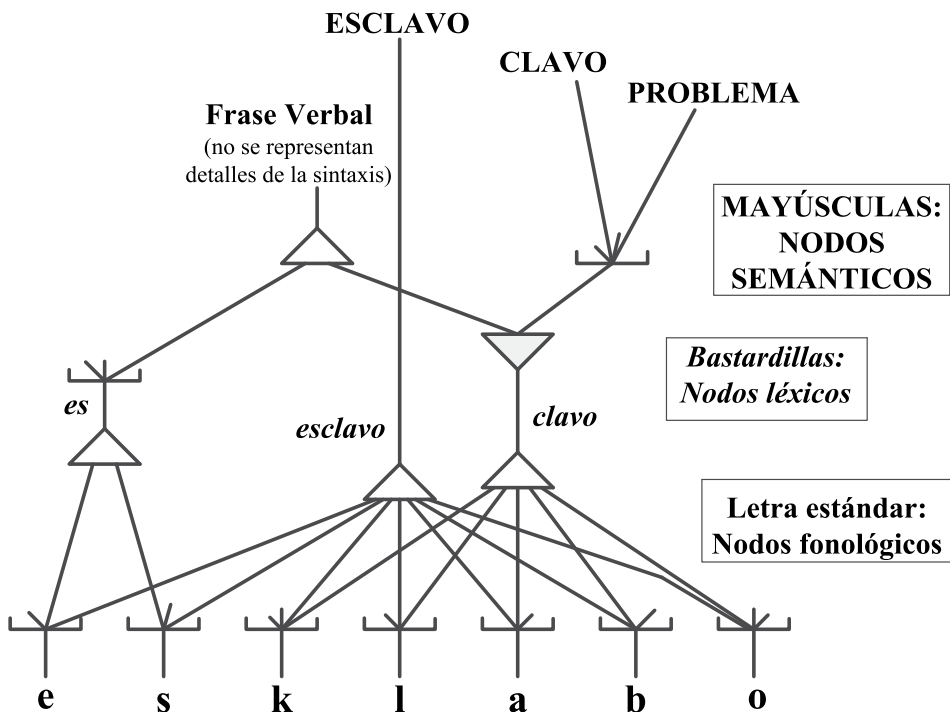 ESCLAVO
CLAVO
PROBLEMA
Frase Verbal
(no se representan
detalles de la sintaxis)
MAYÚSCULAS:
NODOS
SEMÁNTICOS
Bastardillas:
Nodos léxicos
es
esclavo
clavo
Letra estándar:
Nodos fonológicos
e s k l a b o